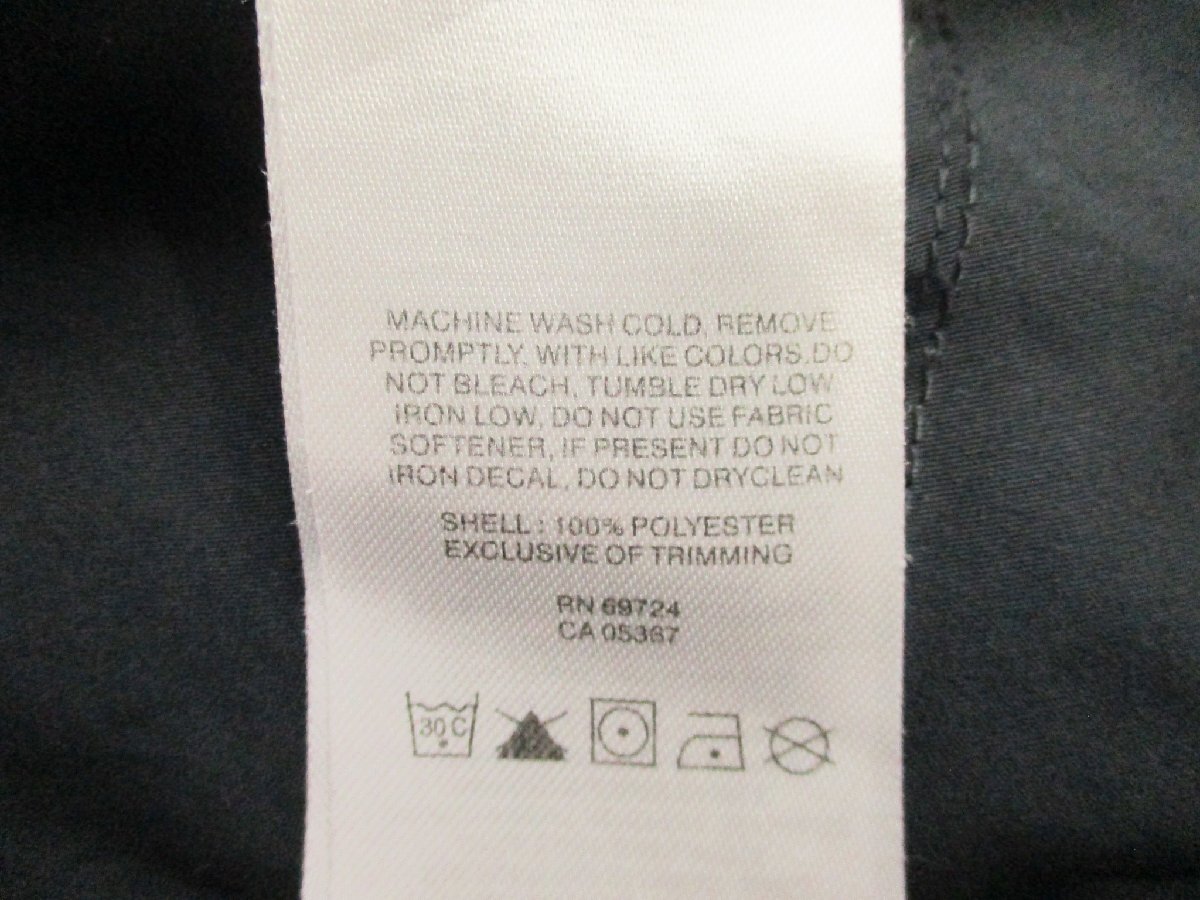 MACHINE WASH COLD, REMOVE
PROMPTLY. WITH LIKE COLORS.DO
NOT BLEACH, TUMBLE DRY LOW
IRON LOW, DO NOT USE FABRIC
SOFTENER, IF PRESENT DO NOT
IRON DECAL, DO NOT DRYCLEAN
SHELL : 100% POLYESTER
EXCLUSIVE OF TRIMMING
RN 69724
CA 05367
30 C